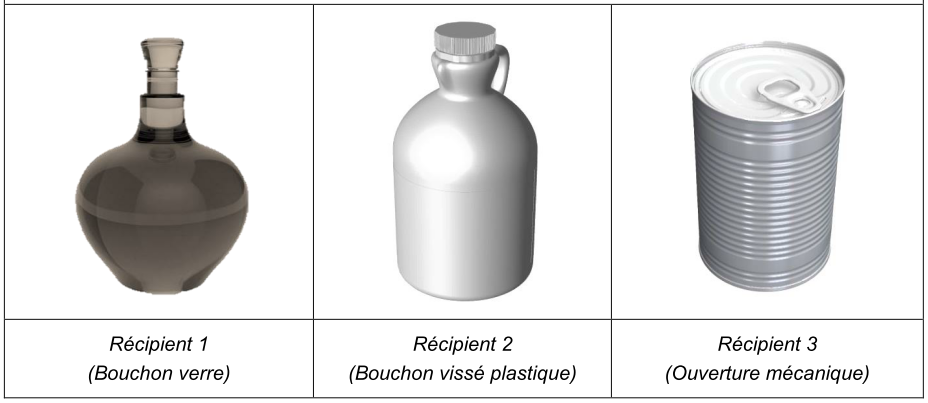 Récipient 1
(Bouchon verre)
Récipient 2
(Bouchon vissé plastique)
Récipient 3
(Ouverture mécanique)